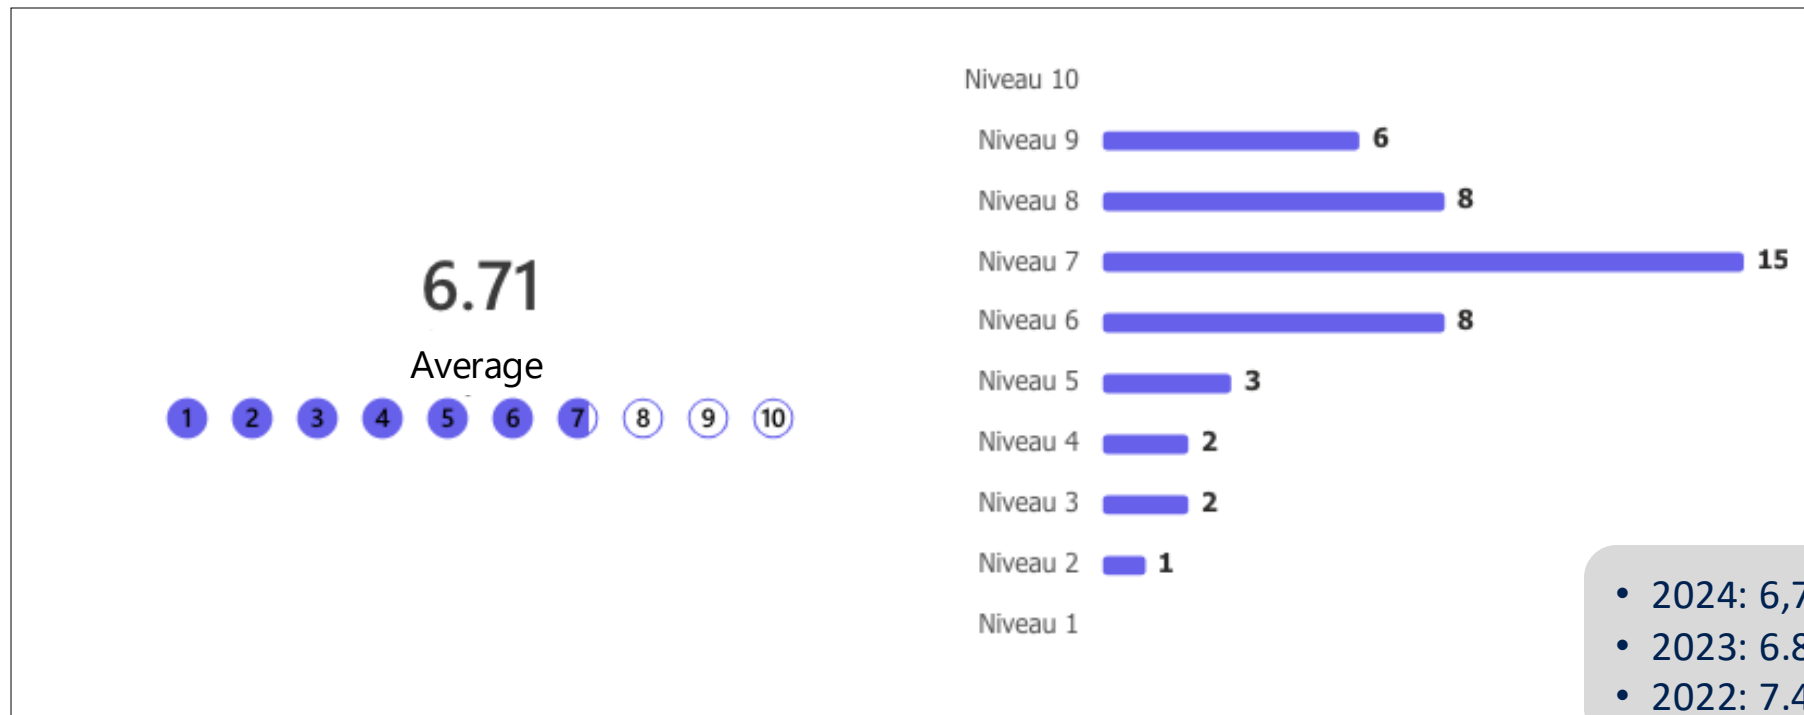 6.71
Average
1 2 3 4 5 6 7 8 9 10
Niveau 10
Niveau 9 6
Niveau 8 8
Niveau 7 15
Niveau 6 8
Niveau 5 3
Niveau 4 2
Niveau 3 2
Niveau 2 1
Niveau 1
• 2024: 6,7
• 2023: 6.8
• 2022: 7.4